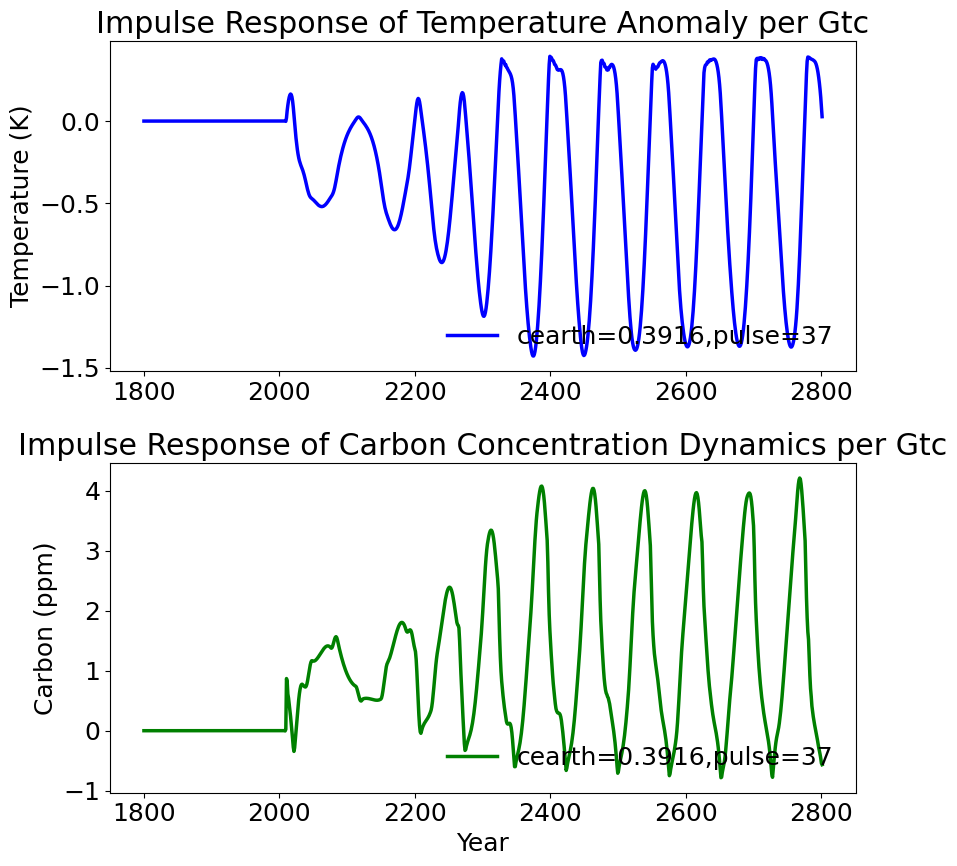 Impulse Response of Temperature Anomaly per Gtc
Temperature (K)
0.0
−0.5
−1.0
−1.5
cearth=0.3916,pulse=37
1800 2000 2200 2400 2600 2800
Impulse Response of Carbon Concentration Dynamics per Gtc
Carbon (ppm)
4
3
2
1
0
−1
cearth=0.3916,pulse=37
1800 2000 2200 2400 2600 2800
Year